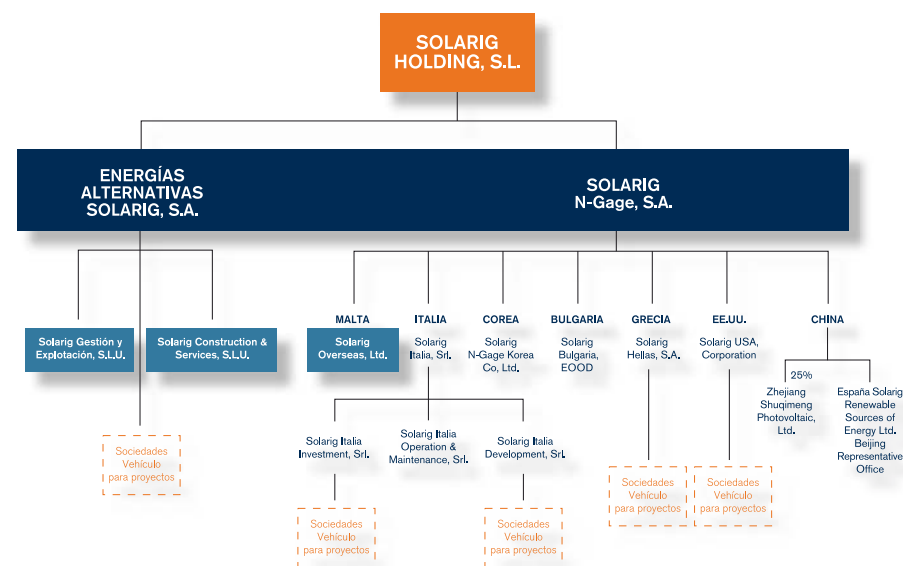 SOLARIG
HOLDING, S.L.
ENERGÍAS
ALTERNATIVAS
SOLARIG, S.A.
SOLARIG
N-Gage, S.A.
Solarig Gestión y
Explotación, S.L.U.
Solarig Construction &
Services, S.L.U.
Sociedades
Vehículo
para proyectos
MALTA
Solarig
Overseas, Ltd.
ITALIA
Solarig
Italia, Srl.
COREA
Solarig
N-Gage Korea
Co, Ltd.
BULGARIA
Solarig
Bulgaria,
EOOD
GRECIA
Solarig
Hellas, S.A.
EE.UU.
Solarig USA,
Corporation
CHINA
25%
Zhejiang
Shuqimeng
Photovoltaic,
Ltd.
España Solarig
Renewable
Sources of
Energy Ltd.
Beijing
Representative
Office
Solarig Italia
Investment, Srl.
Solarig Italia
Operation &
Maintenance, Srl.
Solarig Italia
Development, Srl.
Sociedades
Vehículo
para proyectos
Sociedades
Vehículo
para proyectos
Sociedades
Vehículo
para proyectos
Sociedades
Vehículo
para proyectos